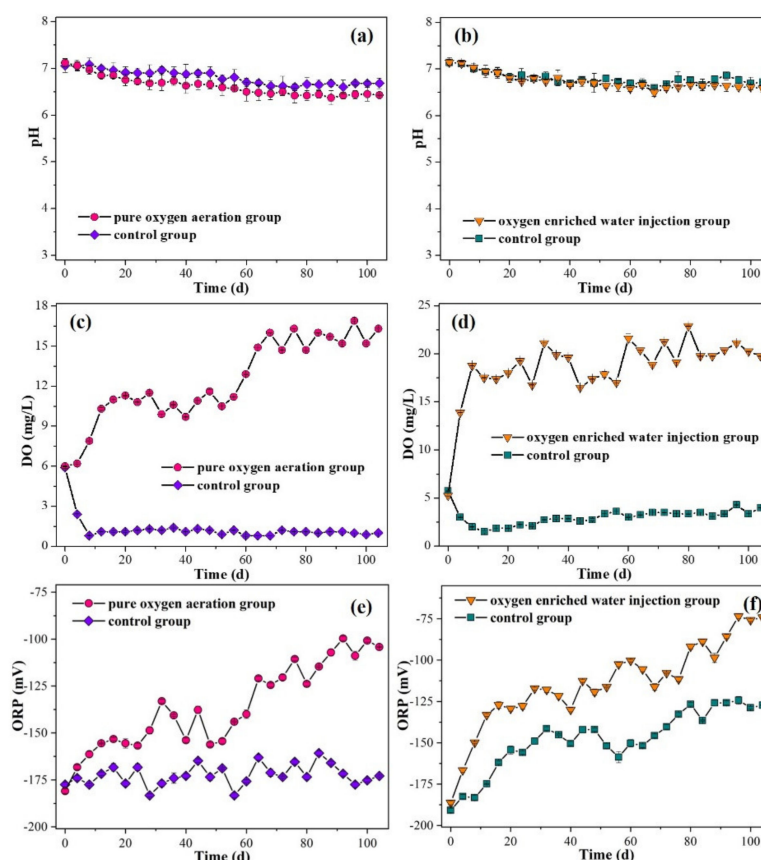 8
7
6
5
4
3
pH
(a)
pure oxygen aeration group
control group
0 20 40 60 80 100
Time (d)
8
7
6
5
4
3
pH
(b)
oxygen enriched water injection group
control group
0 20 40 60 80 100
Time (d)
18
15
12
9
6
3
0
DO (mg/L)
(c)
pure oxygen aeration group
control group
0 20 40 60 80 100
Time (d)
25
20
15
10
5
0
DO (mg/L)
(d)
oxygen enriched water injection group
control group
0 20 40 60 80 100
Time (d)
-75
-100
-125
-150
-175
-200
ORP (mV)
pure oxygen aeration group
control group
(e)
0 20 40 60 80 100
Time (d)
-75
-100
-125
-150
-175
-200
ORP (mV)
oxygen enriched water injection group
control group
(f)
0 20 40 60 80 100
Time (d)